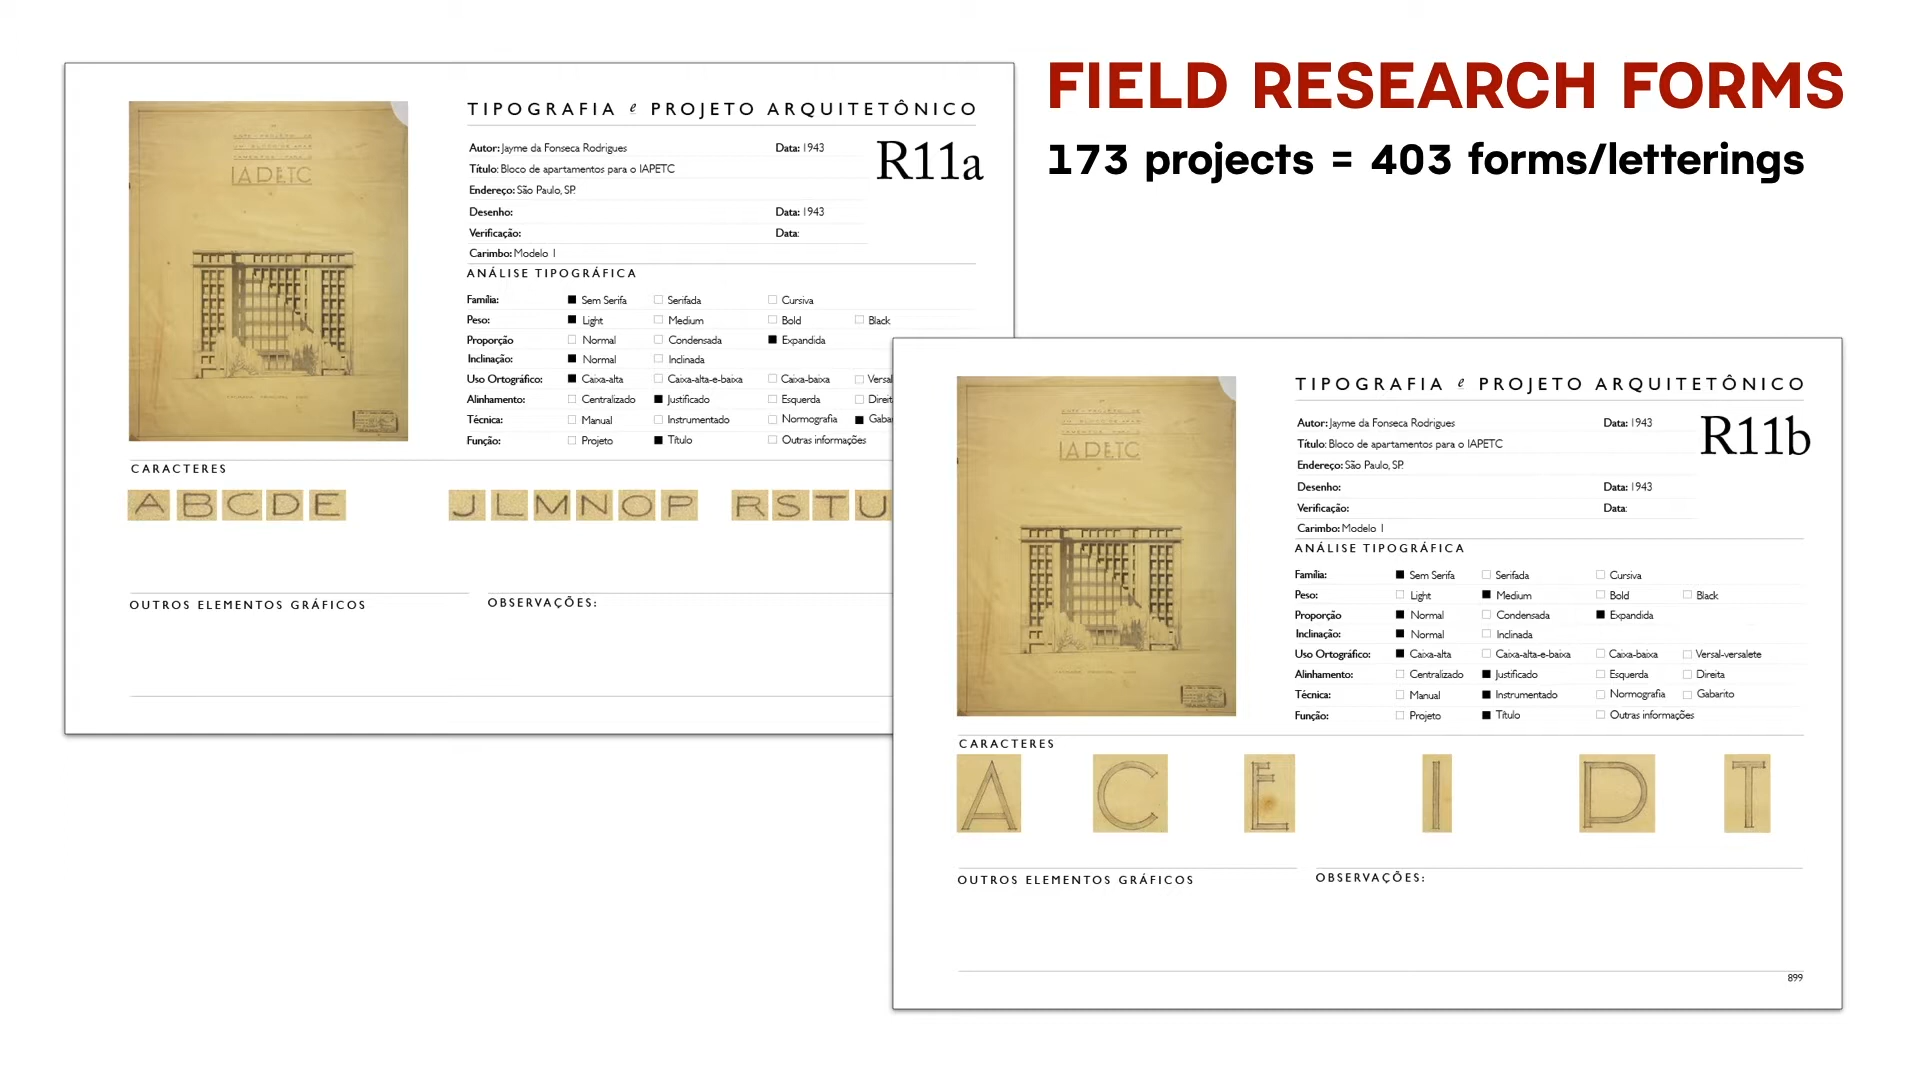 FIELD RESEARCH FORMS
173 projects = 403 forms/letterings
TIPOGRAFIA e PROJETO ARQUITETÔNICO
Autor: Jayme da Fonseca Rodrigues Data: 1943
R11a
Título: Bloco de apartamentos para o IAPETC
Endereço: São Paulo, SP.
Desenho: Data: 1943
Verificação: Data:
Carimbo: Modelo 1
ANÁLISE TIPOGRÁFICA
Família: Sem Serifa Serifada Cursiva
Peso: Light Medium Bold Black
Proporção Normal Condensada Expandida
Inclinação: Normal Inclinada
Uso Ortográfico: Caixa-alta Caixa-alta-e-baixa Caixa-baixa Versal
Alinhamento: Centralizado Justificado Esquerda Direit
Técnica: Manual Instrumentado Normografia Gabar
Função: Projeto Título Outras informações
IAPETC
CARACTERES
A B C D E J L M N O P R S T U
OUTROS ELEMENTOS GRÁFICOS
OBSERVAÇÕES:
TIPOGRAFIA e PROJETO ARQUITETÔNICO
Autor: Jayme da Fonseca Rodrigues Data: 1943
R11b
Título: Bloco de apartamentos para o IAPETC
Endereço: São Paulo, SP.
Desenho: Data: 1943
Verificação: Data:
Carimbo: Modelo 1
ANÁLISE TIPOGRÁFICA
Família: Sem Serifa Serifada Cursiva
Peso: Light Medium Bold Black
Proporção Normal Condensada Expandida
Inclinação: Normal Inclinada
Uso Ortográfico: Caixa-alta Caixa-alta-e-baixa Caixa-baixa Versal-versalete
Alinhamento: Centralizado Justificado Esquerda Direita
Técnica: Manual Instrumentado Normografia Gabarito
Função: Projeto Título Outras informações
IAPETC
CARACTERES
A C E I D T
OUTROS ELEMENTOS GRÁFICOS
OBSERVAÇÕES:
899